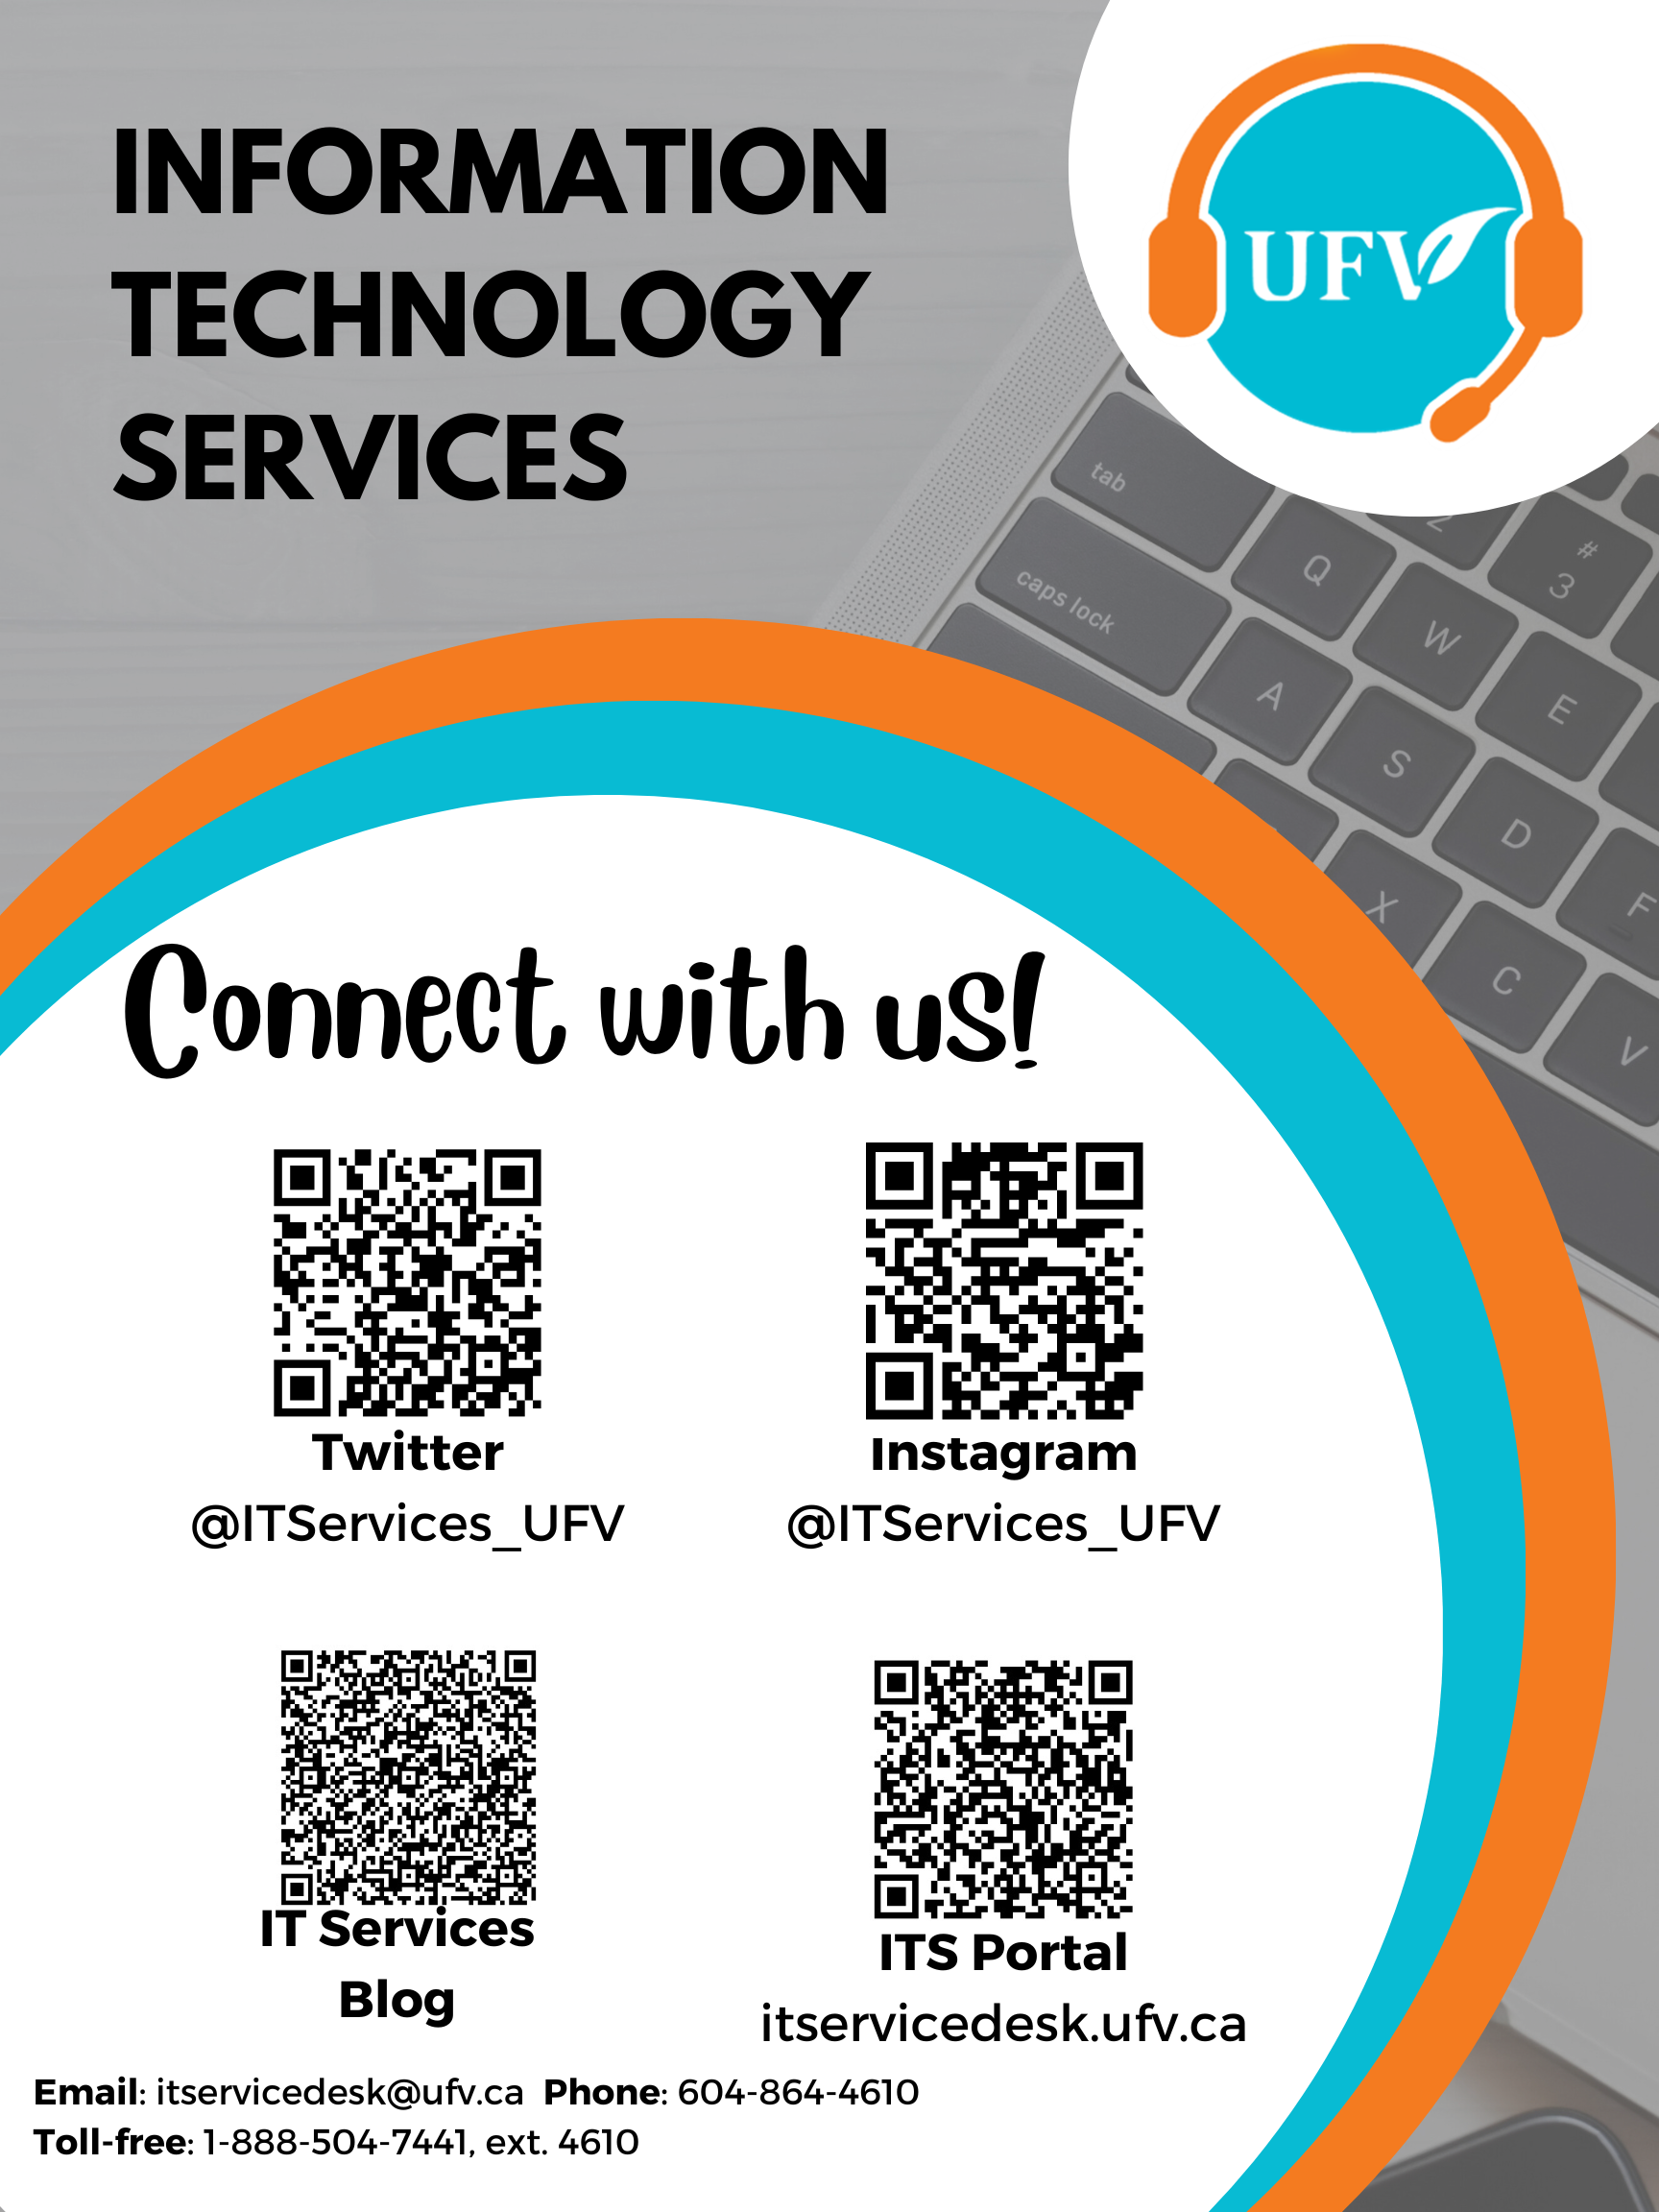 INFORMATION
TECHNOLOGY
SERVICES
UFV
tab
caps lock
2
#
3
Q
W
E
A
S
D
F
X
C
V
Connect with us!
Twitter
@ITServices_UFV
Instagram
@ITServices_UFV
IT Services
Blog
ITS Portal
itservicedesk.ufv.ca
Email: itservicedesk@ufv.ca Phone: 604-864-4610
Toll-free: 1-888-504-7441, ext. 4610